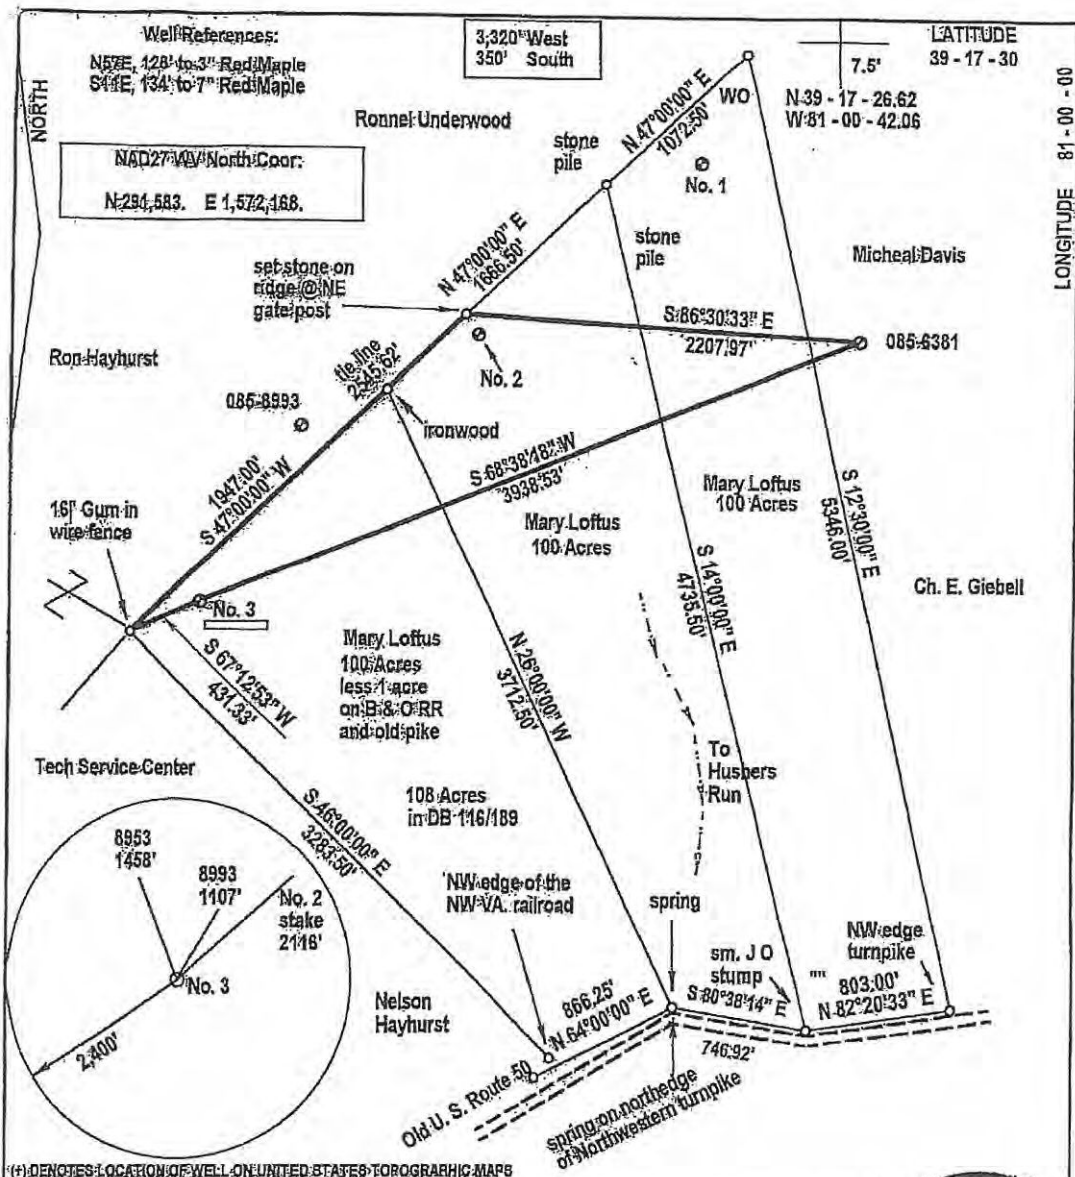 Well References:
N57E, 128' to 3" Red Maple
S11E, 134' to 7" Red Maple
NORTH
3,320' West
350' South
LATITUDE
39 - 17 - 30
7.5'
LONGITUDE 81 - 00 - 00
N 39 - 17 - 26.62
W 81 - 00 - 42.06
NAD27 WV North Coor:
N 291,583. E 1,572,168.
Ronnel Underwood
WO
N 47°00'00" E
1072.50'
stone
pile
No. 1
stone
pile
Micheal Davis
set stone on
ridge @ NE
gate post
N 47°00'00" E
1666.50'
S 86°30'33" E
2207.97'
085-6381
Ron Hayhurst
tie line
2545.62'
No. 2
085-8993
ironwood
1947.00'
S 47°00'00" W
S 68°38'18" W
3938.53'
16" Gum in
wire fence
Mary Loftus
100 Acres
Mary Loftus
100 Acres
S 12°30'00" E
5346.00'
S 14°00'00" E
4735.50'
Ch. E. Giebell
No. 3
S 67°12'53" W
431.33'
Mary Loftus
100 Acres
less 1 acre
on B & O RR
and old pike
N 26°00'00" W
3712.50'
To
Hushers
Run
Tech Service Center
108 Acres
in DB 116/189
S 46°00'00" E
3283.50'
8953
1458'
8993
1107'
No. 2
stake
2116'
No. 3
2,400'
NW edge of the
NW VA. railroad
spring
sm. J O
stump
NW edge
turnpike
""
803.00'
N 82°20'33" E
S 80°38'14" E
746.92'
Nelson
Hayhurst
866.25'
N 64°00'00" E
Old U. S. Route 50
spring on north edge
of Northwestern turnpike
(+) DENOTES LOCATION OF WELL ON UNITED STATES TOPOGRAPHIC MAPS